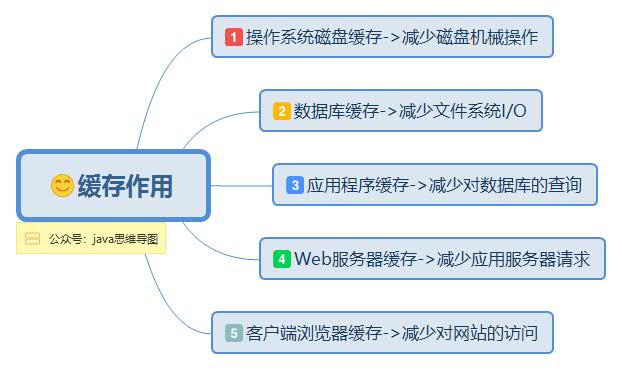 1 操作系统磁盘缓存->减少磁盘机械操作
2 数据库缓存->减少文件系统I/O
缓存作用
3 应用程序缓存->减少对数据库的查询
公众号：java思维导图
4 Web服务器缓存->减少应用服务器请求
5 客户端浏览器缓存->减少对网站的访问